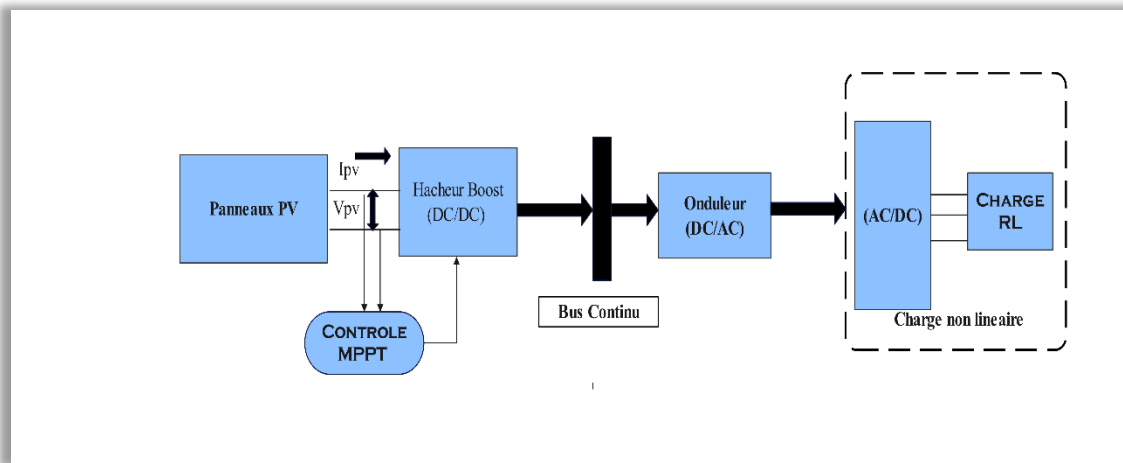 Panneaux PV
Ipv
Vpv
Hacheur Boost
(DC/DC)
CONTROLE
MPPT
Bus Continu
Onduleur
(DC/AC)
(AC/DC)
CHARGE
RL
Charge non lineaire